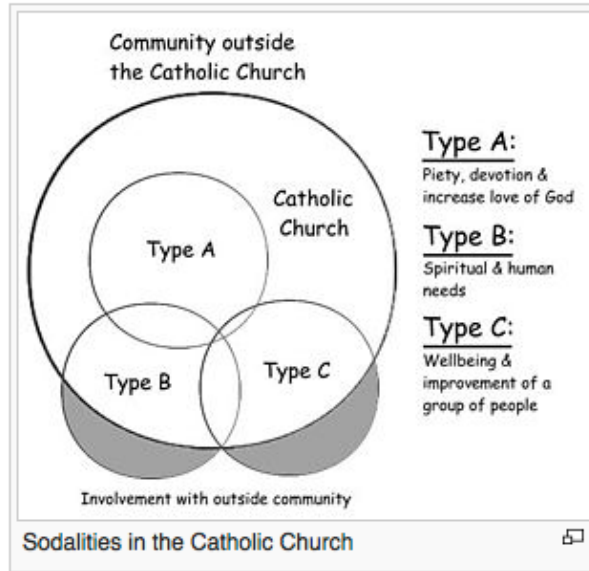 Community outside
the Catholic Church
Catholic
Church
Type A
Type B
Type C
Involvement with outside community
Type A:
Piety, devotion &
increase love of God
Type B:
Spiritual & human
needs
Type C:
Wellbeing &
improvement of a
group of people
Sodalities in the Catholic Church